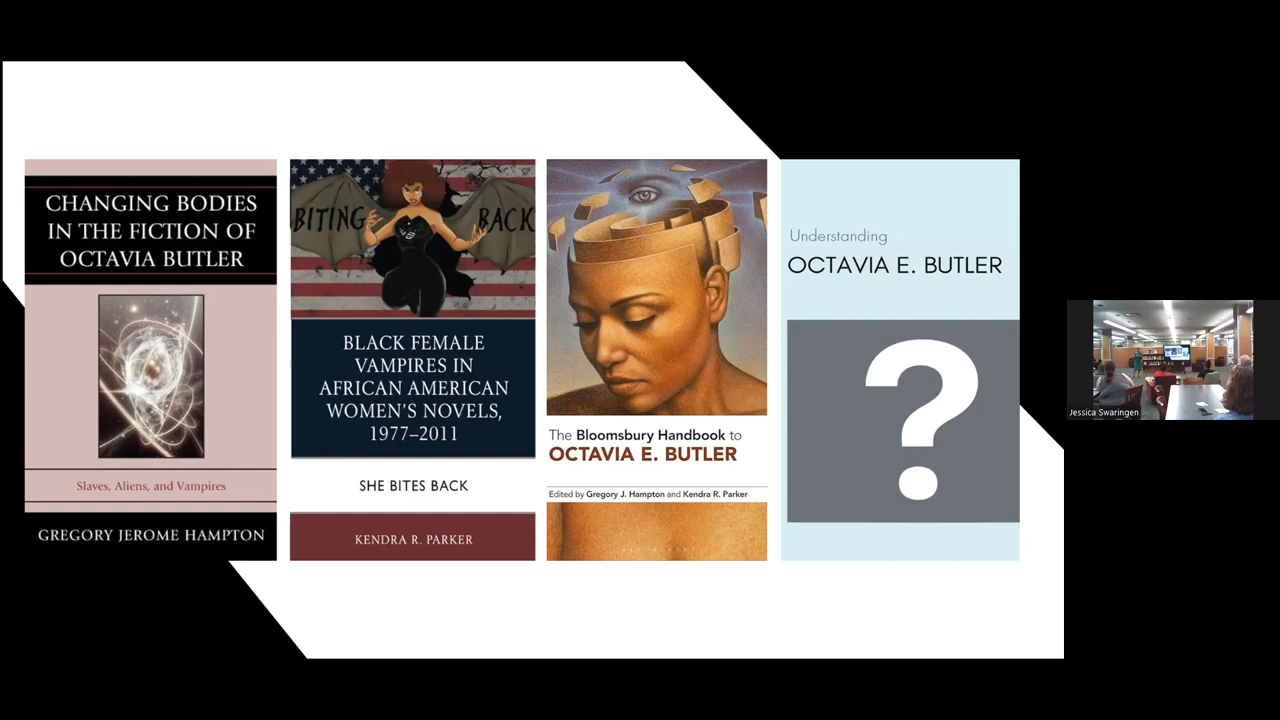 CHANGING BODIES
IN THE FICTION OF
OCTAVIA BUTLER
Slaves, Aliens, and Vampires
GREGORY JEROME HAMPTON
BITING BACK
BLACK FEMALE
VAMPIRES IN
AFRICAN AMERICAN
WOMEN'S NOVELS,
1977–2011
SHE BITES BACK
KENDRA R. PARKER
The Bloomsbury Handbook to
OCTAVIA E. BUTLER
Edited by Gregory J. Hampton and Kendra R. Parker
BLOOMSBURY
Understanding
OCTAVIA E. BUTLER
?
Jessica Swaringen